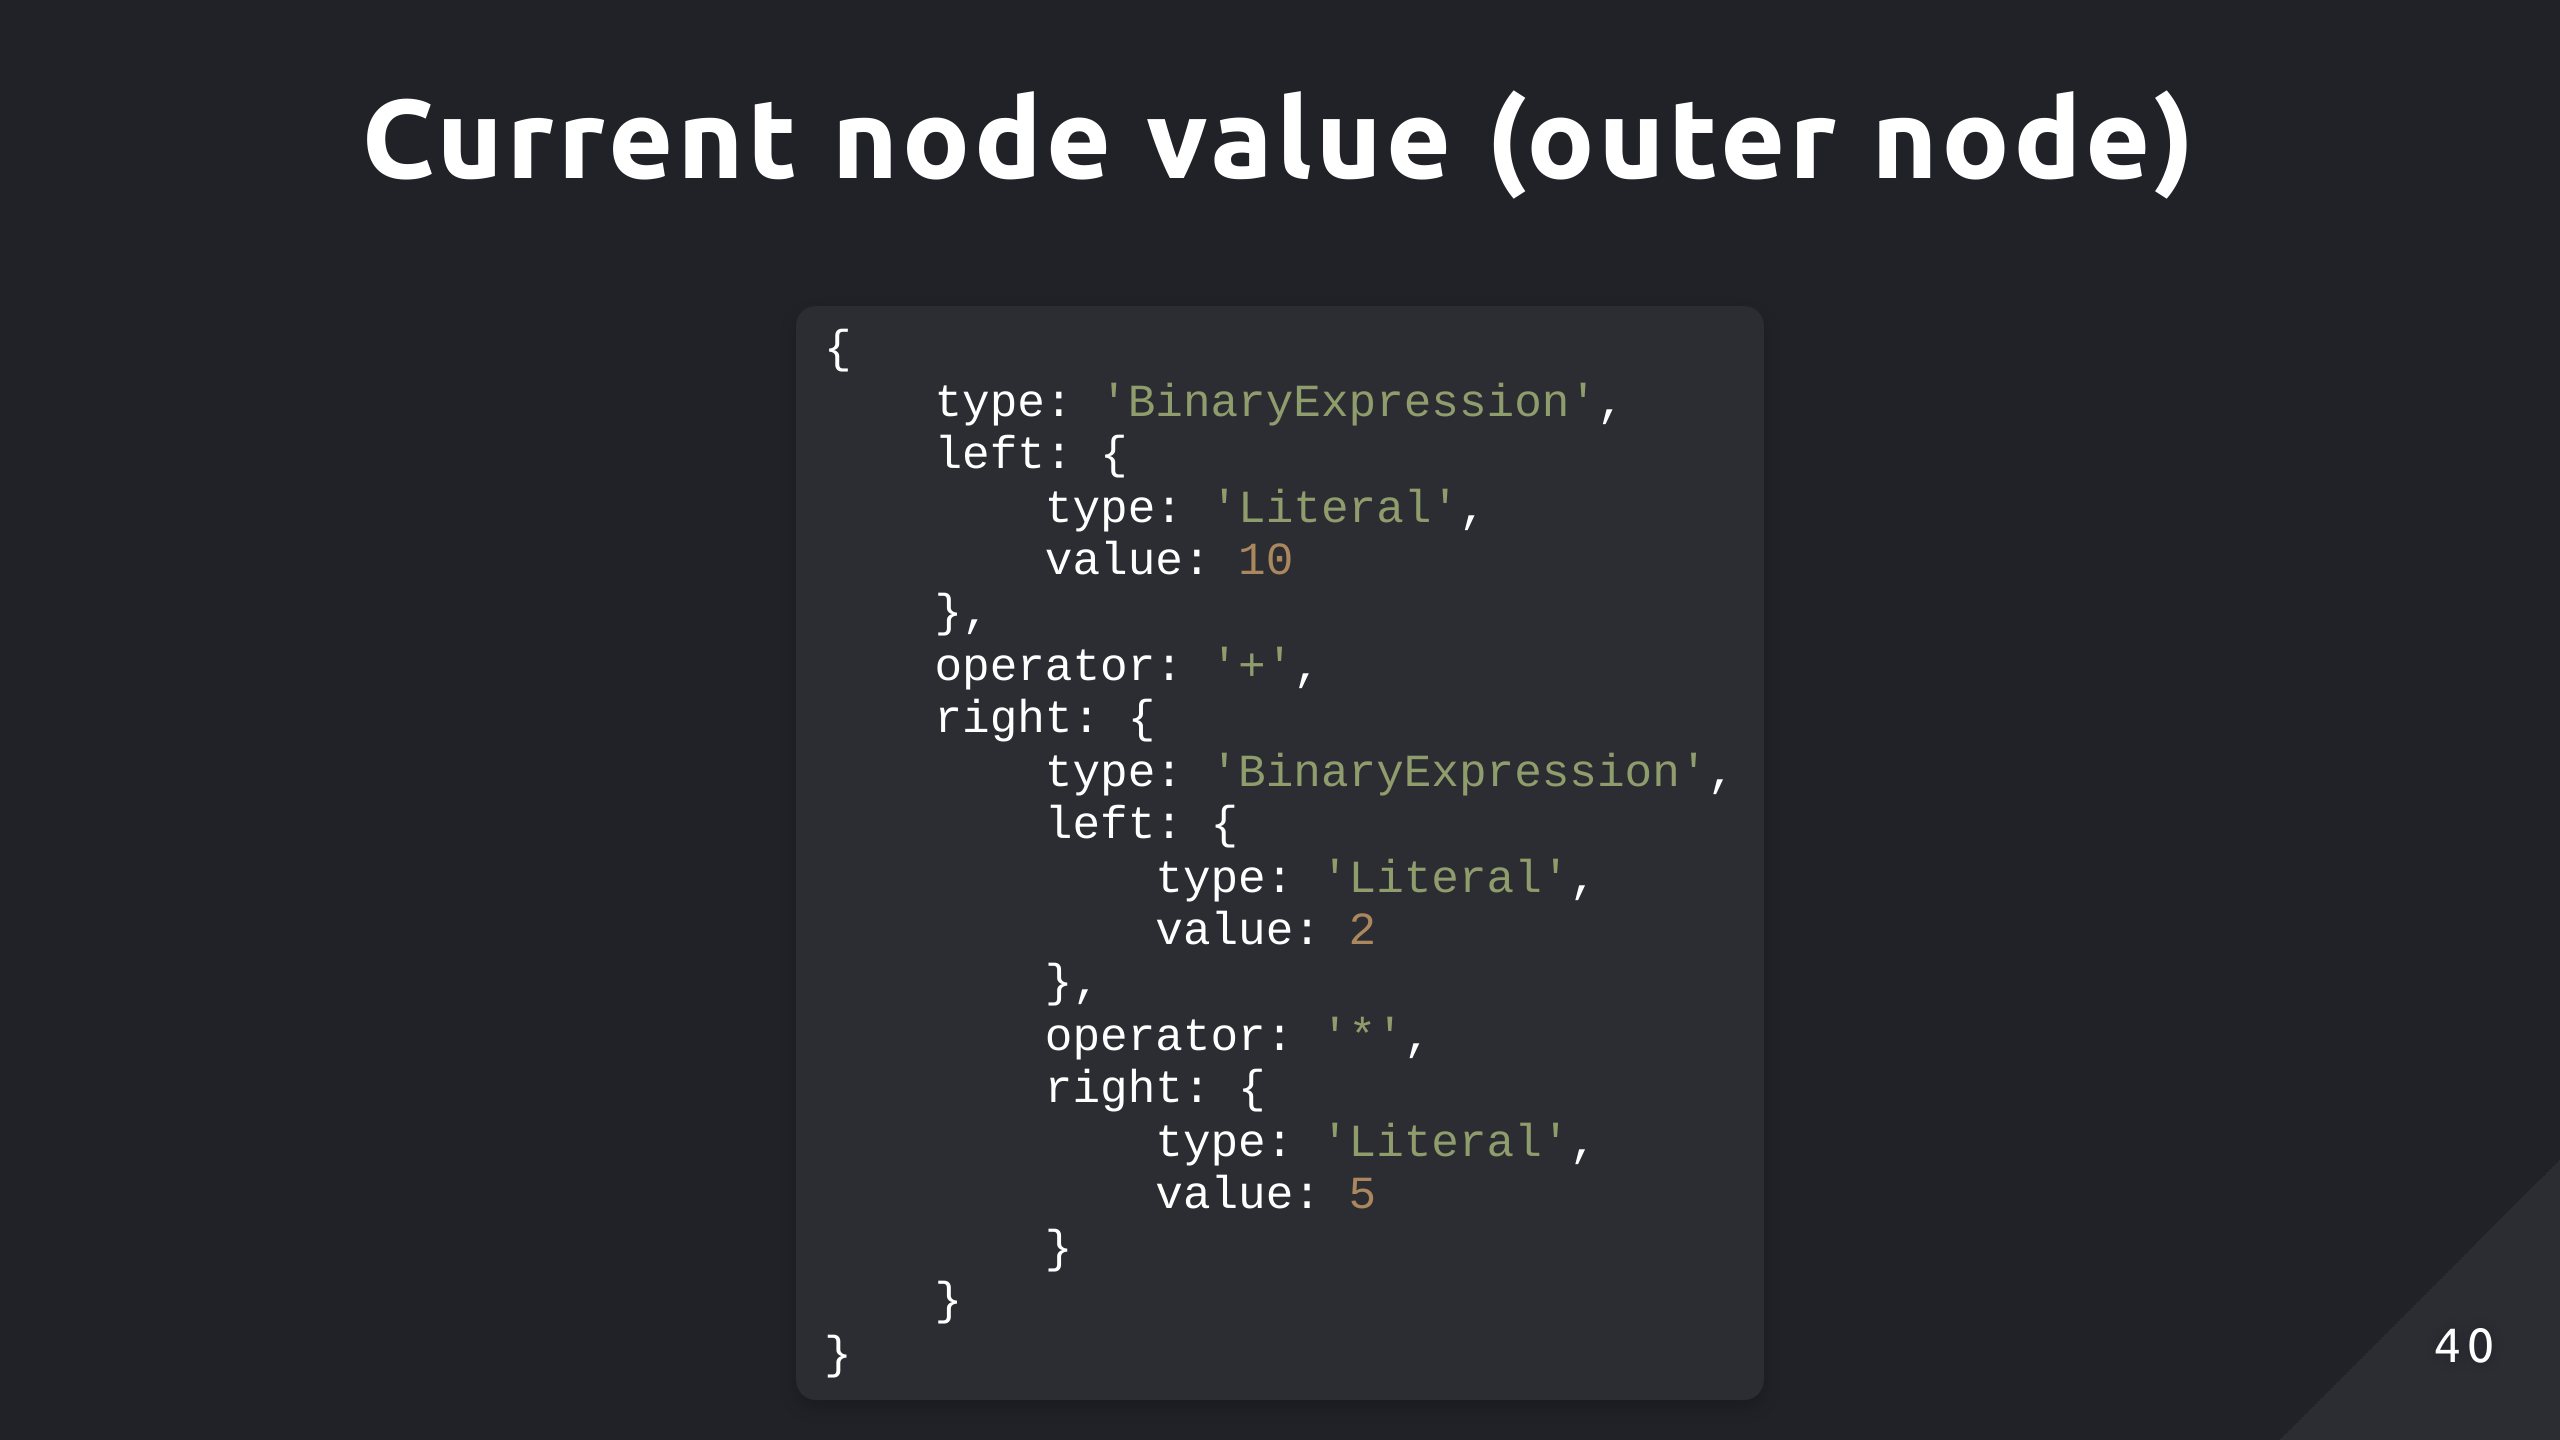 Current node value (outer node)
{
    type: 'BinaryExpression',
    left: {
        type: 'Literal',
        value: 10
    },
    operator: '+',
    right: {
        type: 'BinaryExpression',
        left: {
            type: 'Literal',
            value: 2
        },
        operator: '*',
        right: {
            type: 'Literal',
            value: 5
        }
    }
}
40